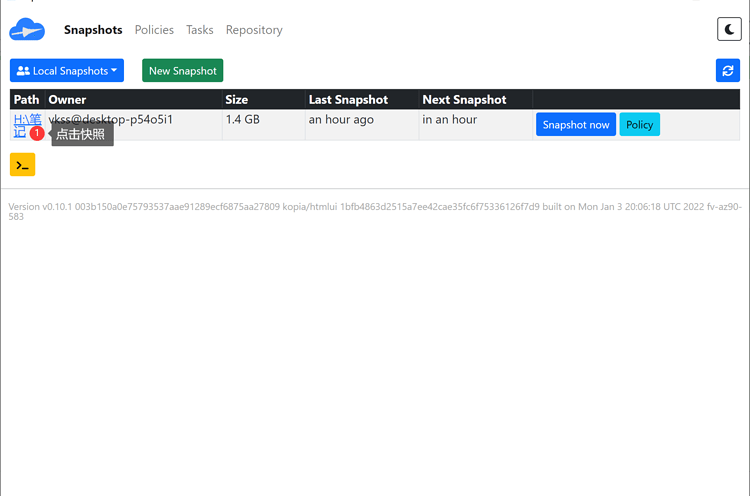 Snapshots Policies Tasks Repository
Local Snapshots New Snapshot
Path Owner Size Last Snapshot Next Snapshot
H:\笔记 vkss@desktop-p54o5i1 1.4 GB an hour ago in an hour Snapshot now Policy
1 点击快照
>_
Version v0.10.1 003b150a0e75793537aae91289ecf6875aa27809 kopia/htmlui 1bfb4863d2515a7ee42cae35fc6f75336126f7d9 built on Mon Jan 3 20:06:18 UTC 2022 fv-az90-
583